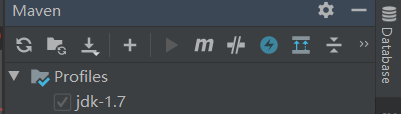 Maven
m
Profiles
jdk-1.7
Database